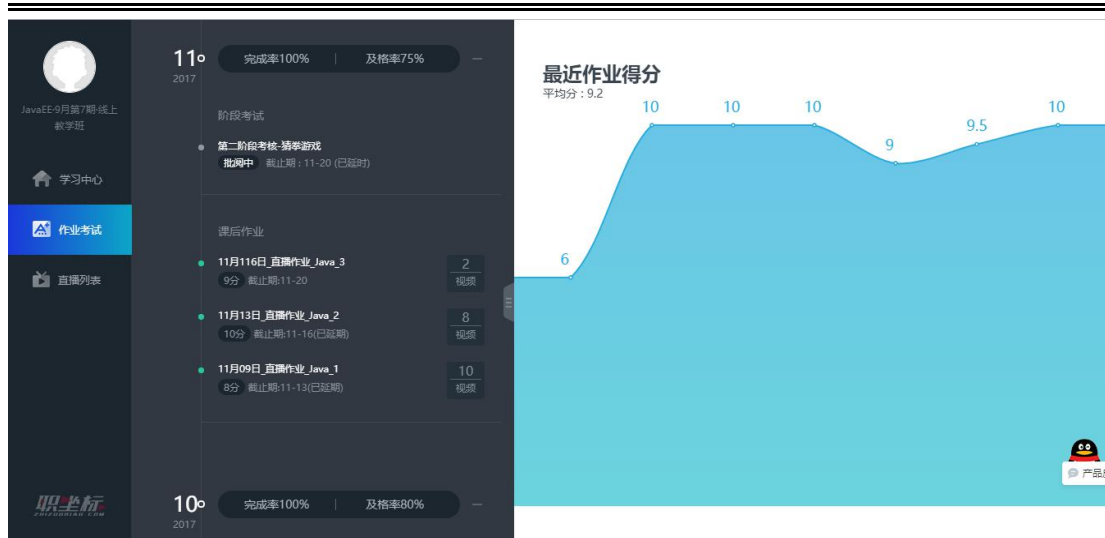 JavaEE-9月第7期-线上
教学班
学习中心
作业考试
直播列表
职坐标
ZHIZUOBIAO.COM
11
2017
完成率100% | 及格率75%
阶段考试
第二阶段考核-猜拳游戏
批阅中 截止期 : 11-20 (已延时)
课后作业
11月116日_直播作业_Java_3
9分 截止期:11-20
2
视频
11月13日_直播作业_Java_2
10分 截止期:11-16(已延期)
8
视频
11月09日_直播作业_Java_1
8分 截止期:11-13(已延期)
10
视频
10
2017
完成率100% | 及格率80%
最近作业得分
平均分 : 9.2
6
10
10
10
9
9.5
10
产品